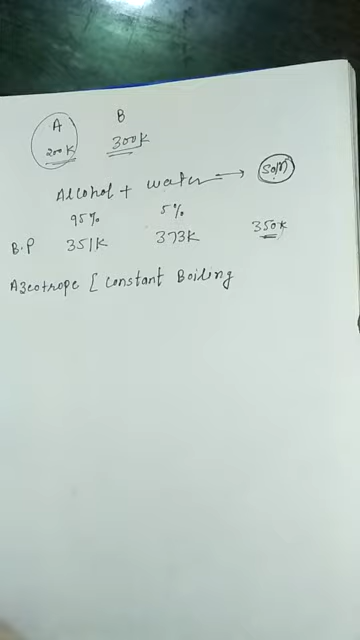 A B
200K 300K
Alcohol + water → Soln
95% 5%
B.P 351K 373K 350K
Azeotrope [ Constant Boiling